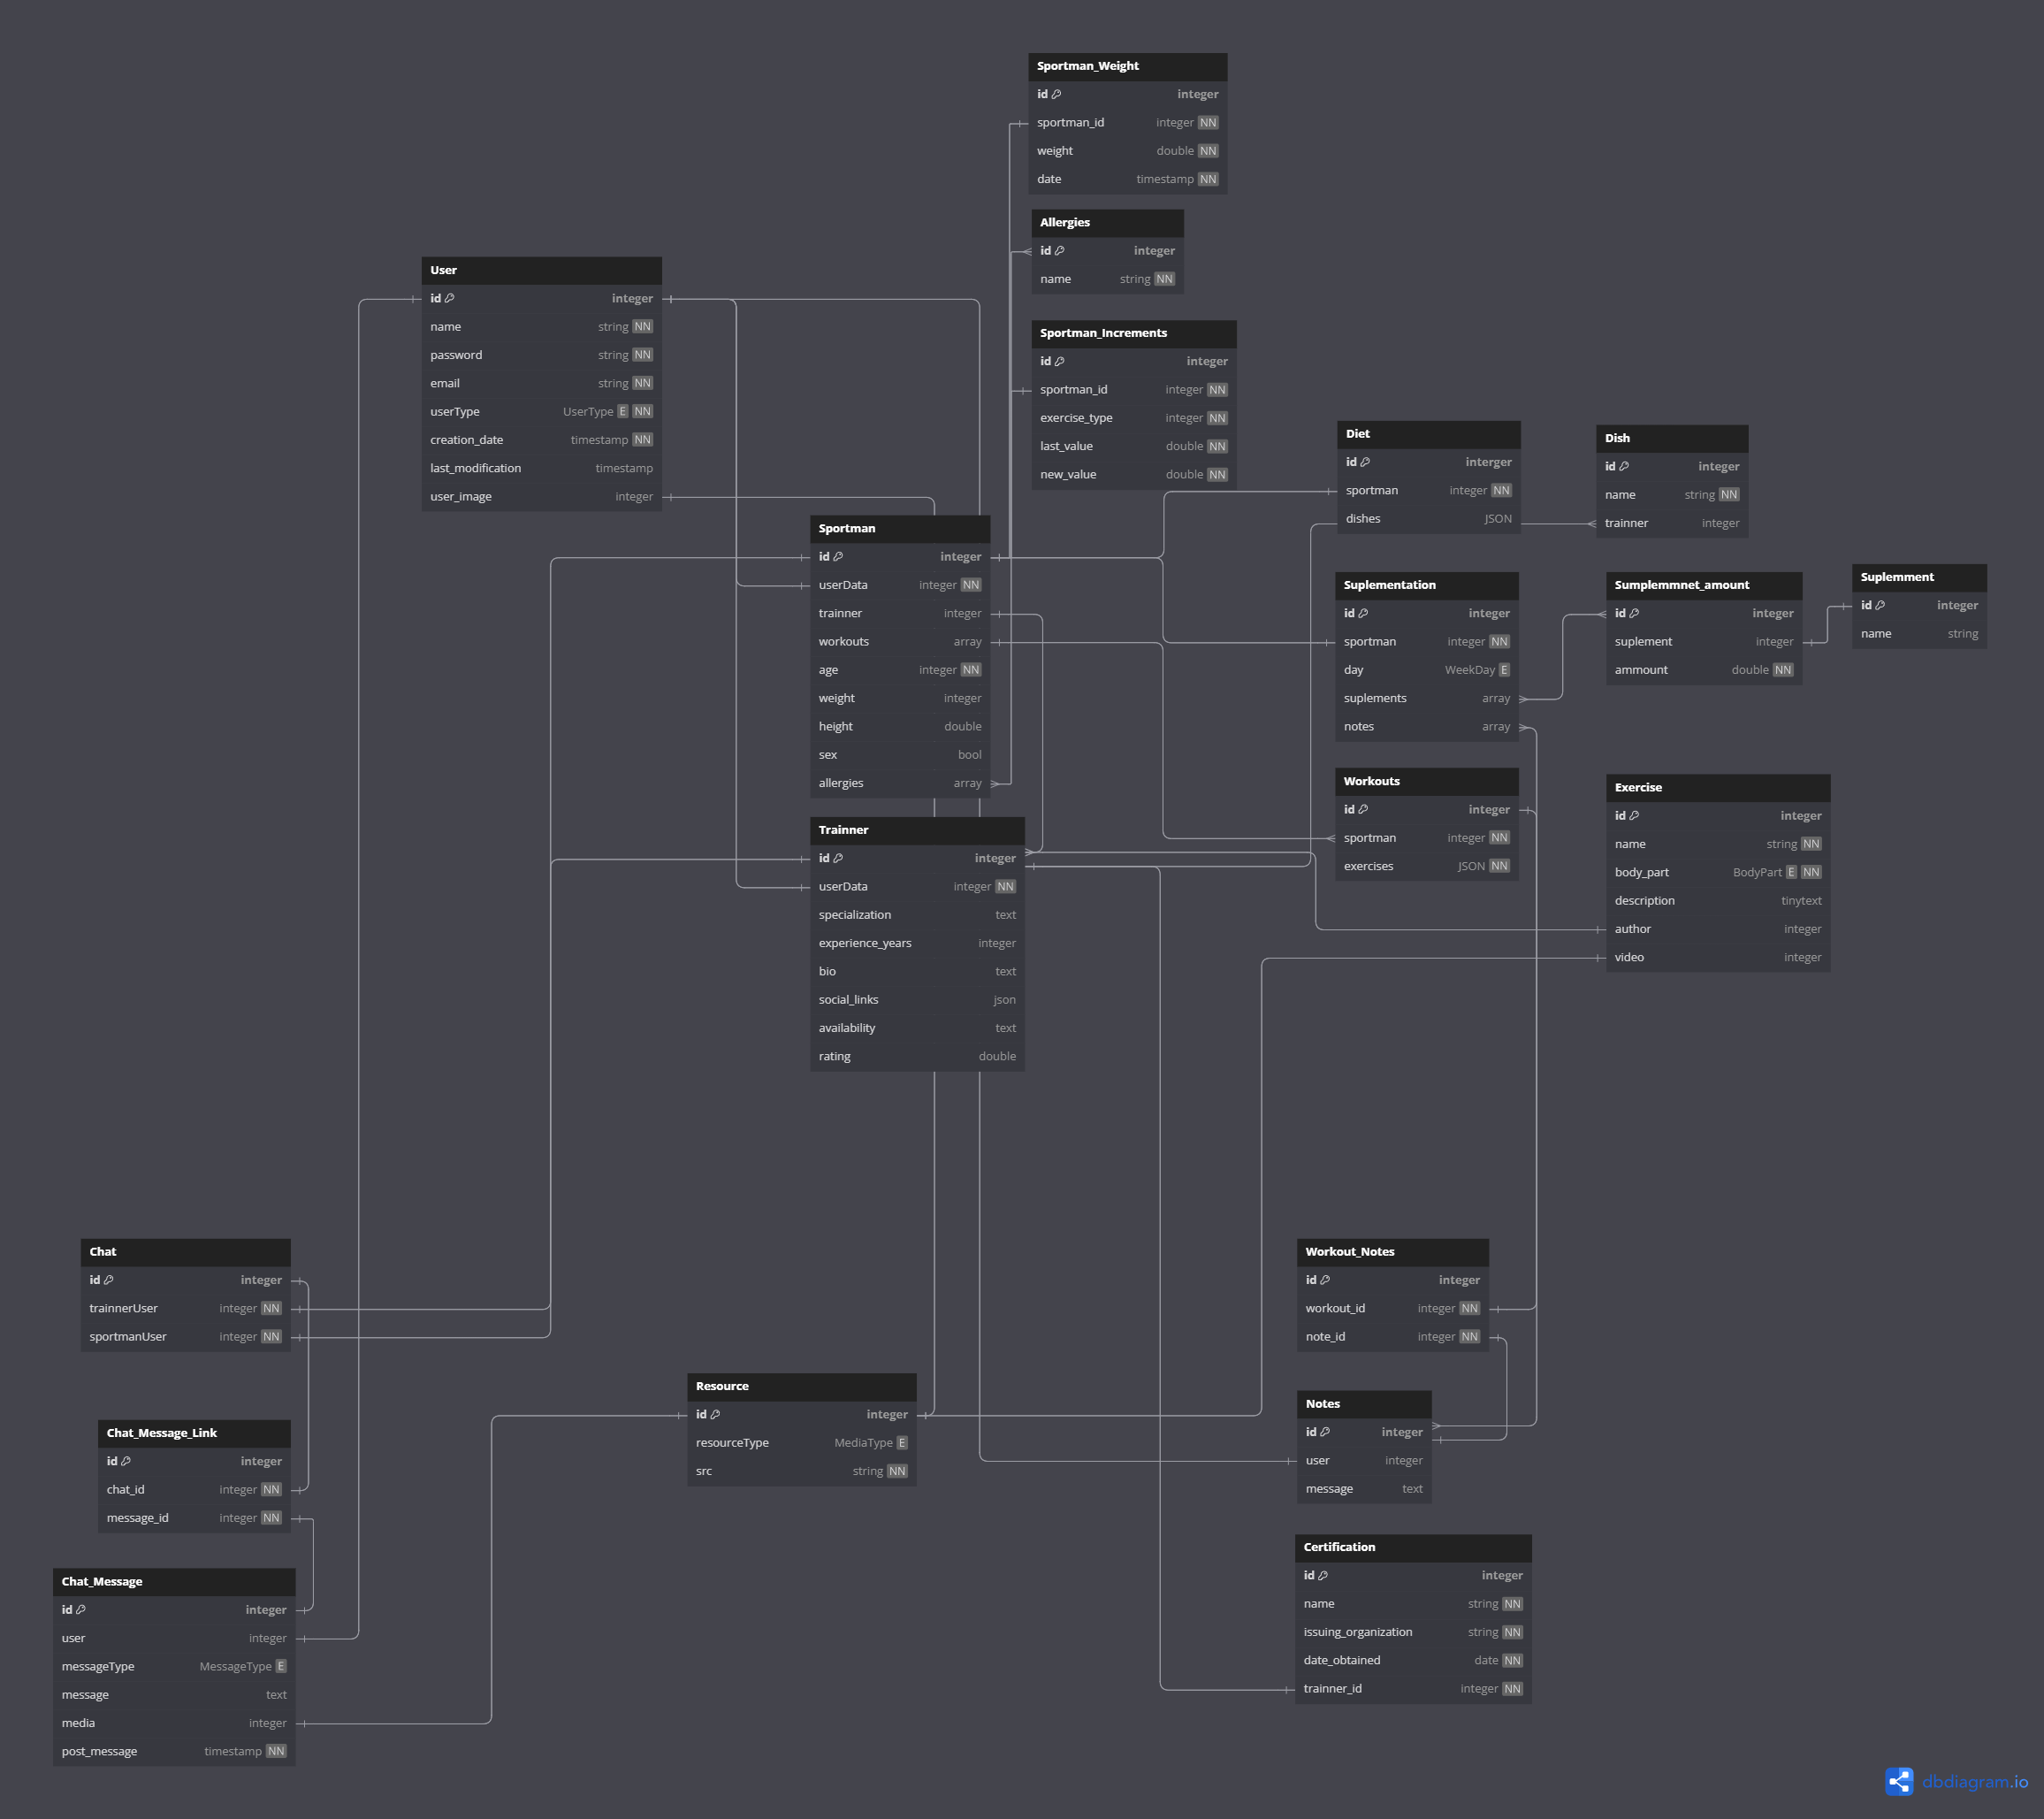 Sportman_Weight
id integer
sportman_id integer NN
weight double NN
date timestamp NN
Allergies
id integer
name string NN
User
id integer
name string NN
password string NN
email string NN
userType UserType E NN
creation_date timestamp NN
last_modification timestamp
user_image integer
Sportman_Increments
id integer
sportman_id integer NN
exercise_type integer NN
last_value double NN
new_value double NN
Diet
id interger
sportman integer NN
dishes JSON
Dish
id integer
name string NN
trainner integer
Sportman
id integer
userData integer NN
trainner integer
workouts array
age integer NN
weight integer
height double
sex bool
allergies array
Suplementation
id integer
sportman integer NN
day WeekDay E
suplements array
notes array
Sumplemmnet_amount
id integer
suplement integer
ammount double NN
Suplemment
id integer
name string
Workouts
id integer
sportman integer NN
exercises JSON NN
Exercise
id integer
name string NN
body_part BodyPart E NN
description tinytext
author integer
video integer
Trainner
id integer
userData integer NN
specialization text
experience_years integer
bio text
social_links json
availability text
rating double
Chat
id integer
trainnerUser integer NN
sportmanUser integer NN
Workout_Notes
id integer
workout_id integer NN
note_id integer NN
Resource
id integer
resourceType MediaType E
src string NN
Notes
id integer
user integer
message text
Chat_Message_Link
id integer
chat_id integer NN
message_id integer NN
Certification
id integer
name string NN
issuing_organization string NN
date_obtained date NN
trainner_id integer NN
Chat_Message
id integer
user integer
messageType MessageType E
message text
media integer
post_message timestamp NN
dbdiagram.io